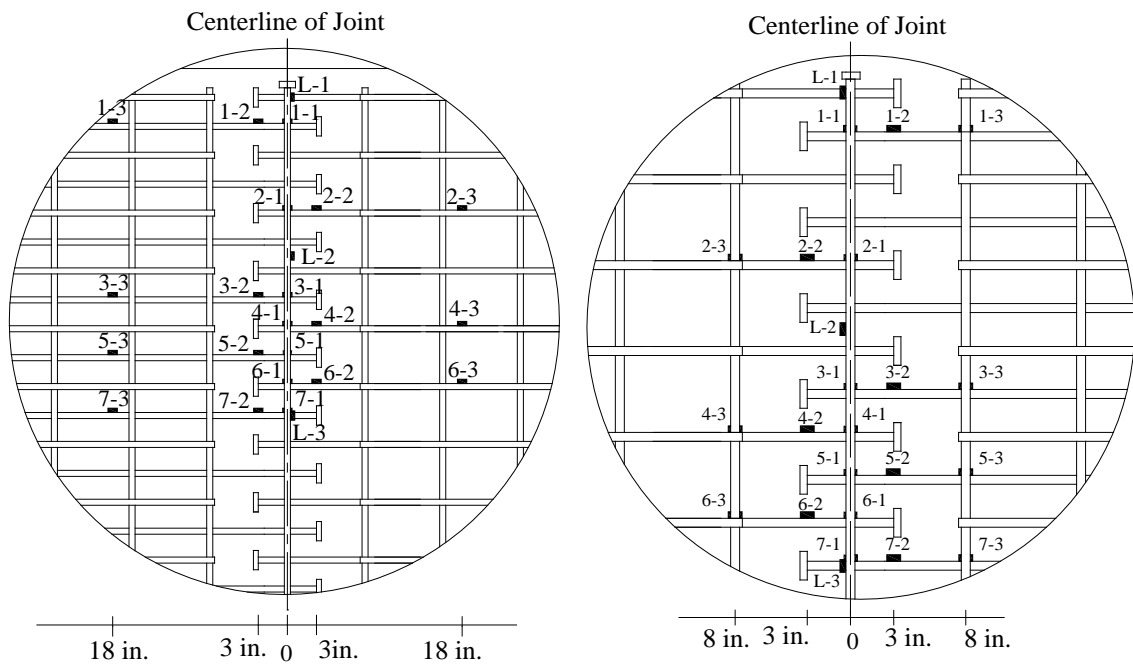 Centerline of Joint
L-1
1-3 1-2 1-1
2-1 2-2 2-3
L-2
3-3 3-2 3-1
4-1 4-2 4-3
5-3 5-2 5-1
6-1 6-2 6-3
7-3 7-2 7-1
L-3
18 in. 3 in. 0 3in. 18 in.
Centerline of Joint
L-1
1-1 1-2 1-3
2-3 2-2 2-1
L-2
3-1 3-2 3-3
4-3 4-2 4-1
5-1 5-2 5-3
6-3 6-2 6-1
7-1 7-2 7-3
L-3
8 in. 3 in. 0 3 in. 8 in.